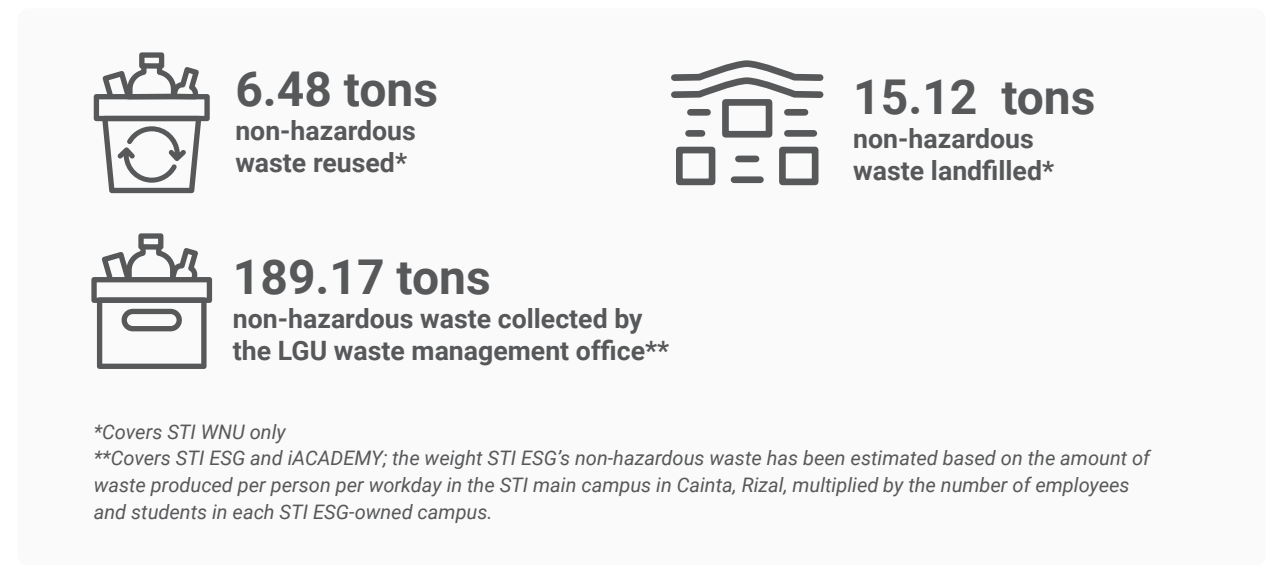 6.48 tons
non-hazardous
waste reused*
15.12 tons
non-hazardous
waste landfilled*
189.17 tons
non-hazardous waste collected by
the LGU waste management office**
*Covers STI WNU only
**Covers STI ESG and iACADEMY; the weight STI ESG's non-hazardous waste has been estimated based on the amount of
waste produced per person per workday in the STI main campus in Cainta, Rizal, multiplied by the number of employees
and students in each STI ESG-owned campus.